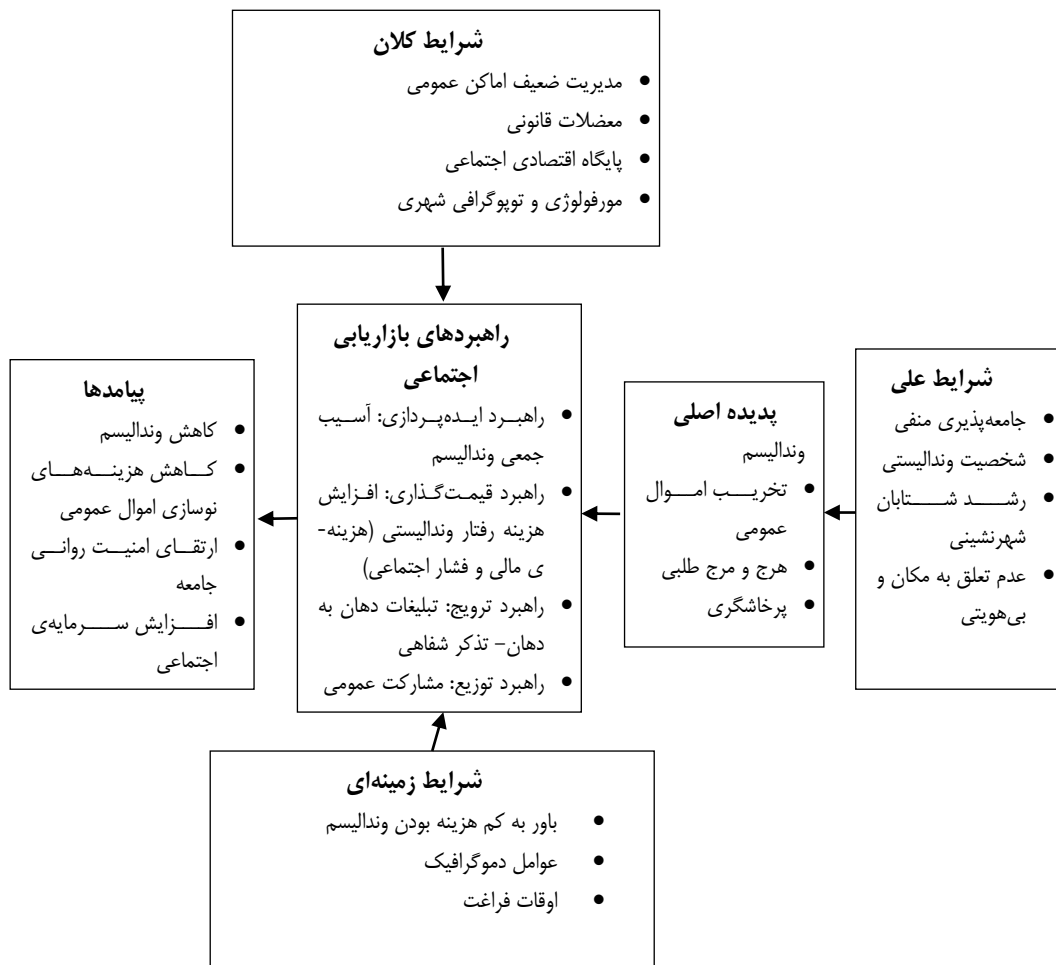 شرایط کلان
• مدیریت ضعیف اماکن عمومی
• معضلات قانونی
• پایگاه اقتصادی اجتماعی
• مورفولوژی و توپوگرافی شهری
شرایط علی
• جامعه‌پذیری منفی
• شخصیت وندالیستی
• رشد شتابان
شهرنشینی
• عدم تعلق به مکان و
بی‌هویتی
پدیده اصلی
وندالیسم
• تخریب اموال
عمومی
• هرج و مرج طلبی
• پرخاشگری
راهبردهای بازاریابی
اجتماعی
• راهبرد ایده‌پردازی: آسیب
جمعی وندالیسم
• راهبرد قیمت‌گذاری: افزایش
هزینه رفتار وندالیستی (هزینه-
ی مالی و فشار اجتماعی)
• راهبرد ترویج: تبلیغات دهان به
دهان- تذکر شفاهی
• راهبرد توزیع: مشارکت عمومی
پیامدها
• کاهش وندالیسم
• کاهش هزینه‌های
نوسازی اموال عمومی
• ارتقای امنیت روانی
جامعه
• افزایش سرمایه‌ی
اجتماعی
شرایط زمینه‌ای
• باور به کم هزینه بودن وندالیسم
• عوامل دموگرافیک
• اوقات فراغت